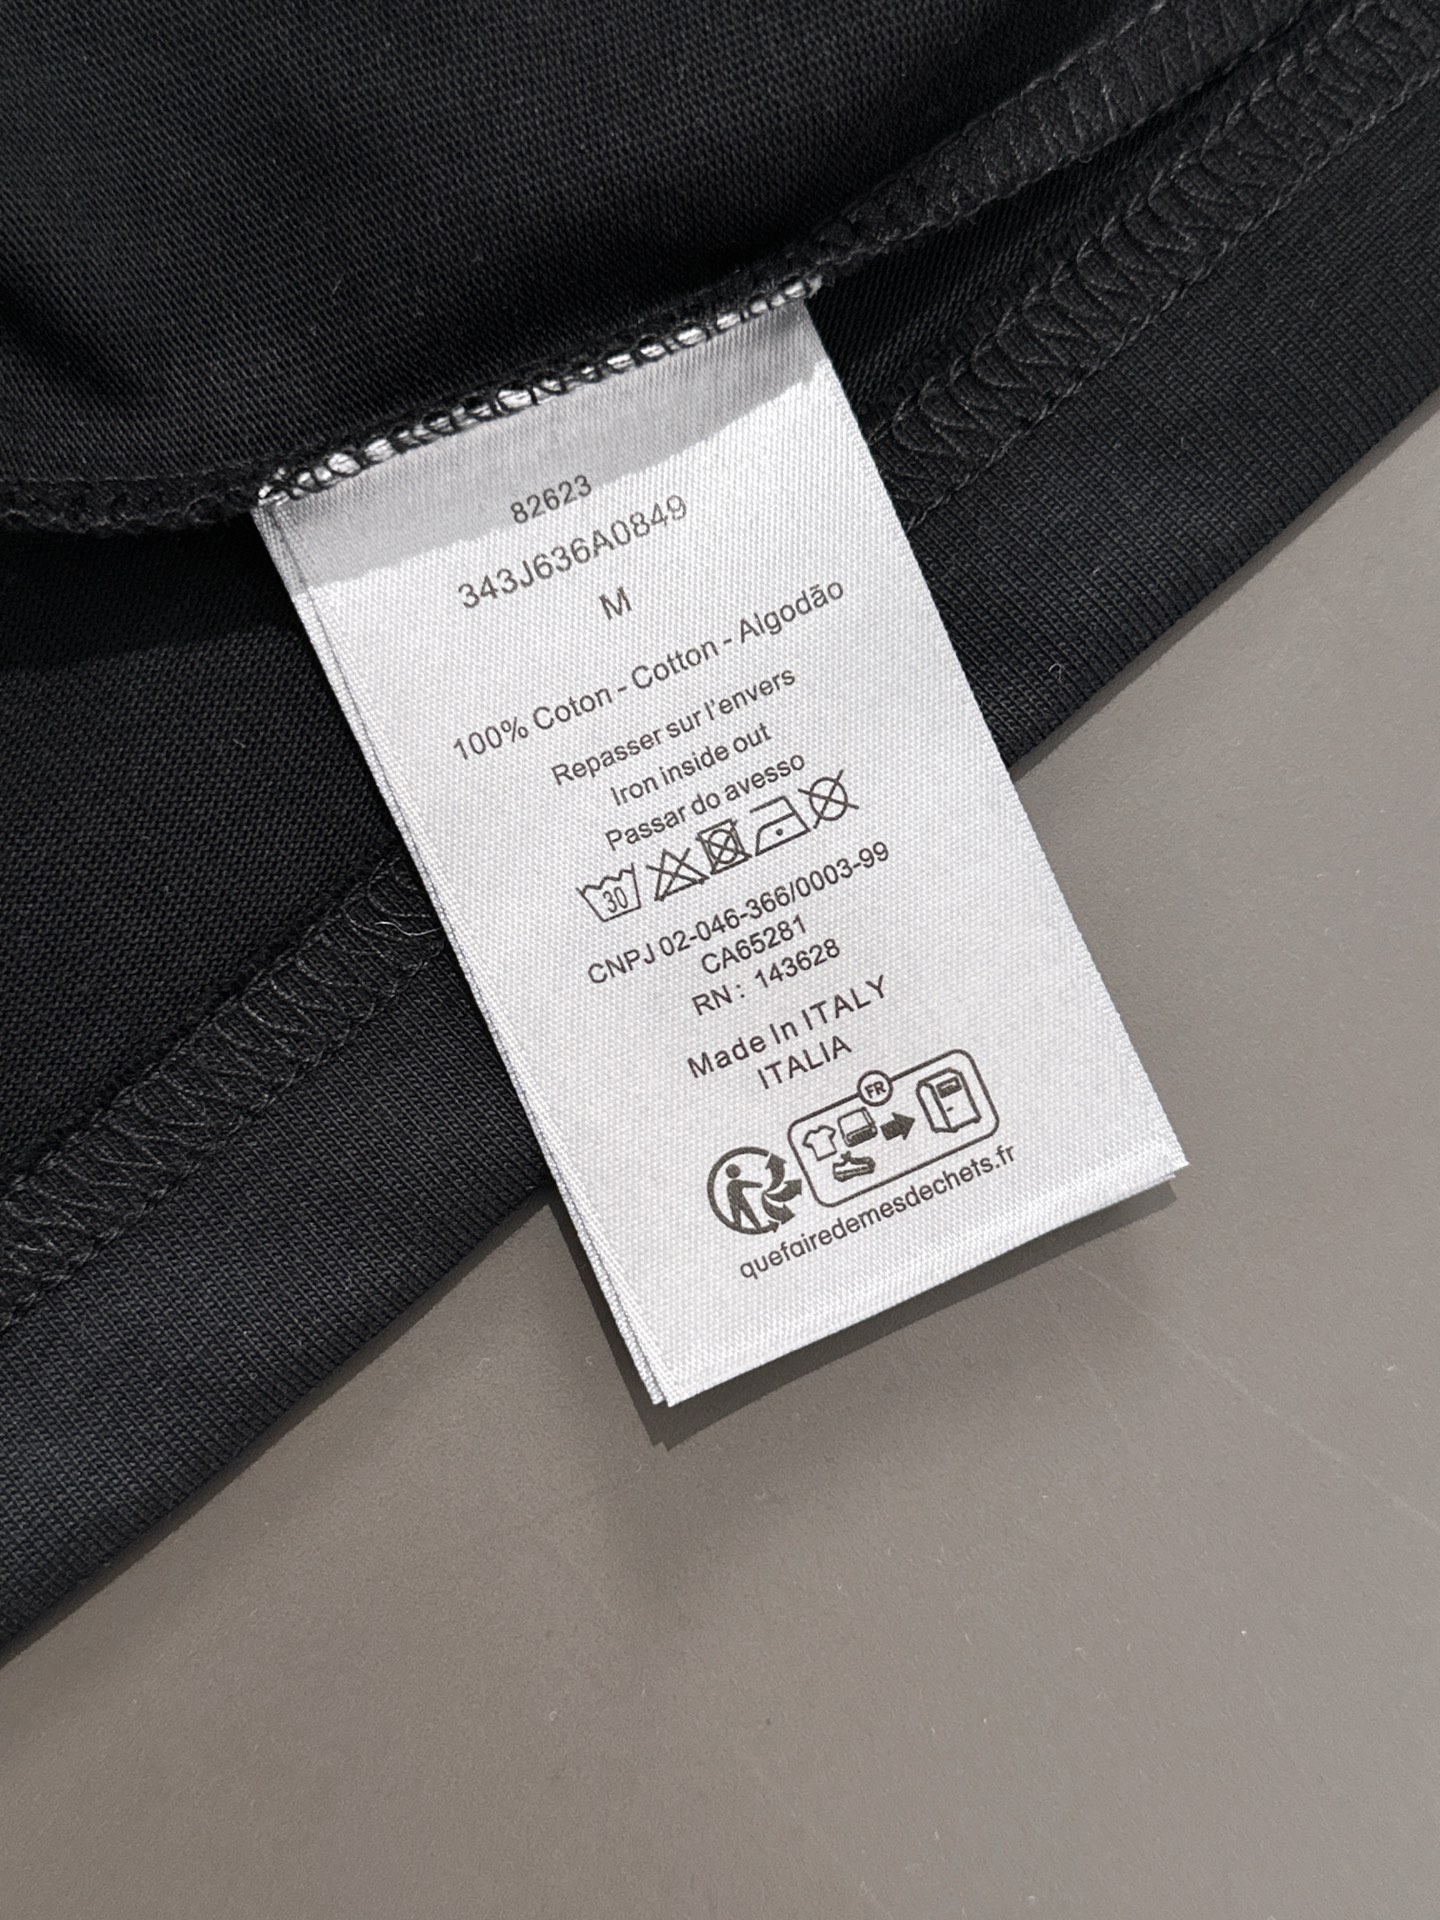 82623
343J636A0849
M
100% Coton - Cotton - Algodão
Repasser sur l'envers
Iron inside out
Passar do avesso
30
CNPJ 02-046-366/0003-99
CA65281
RN : 143628
Made In ITALY
ITALIA
FR
quefairedemesdechets.fr